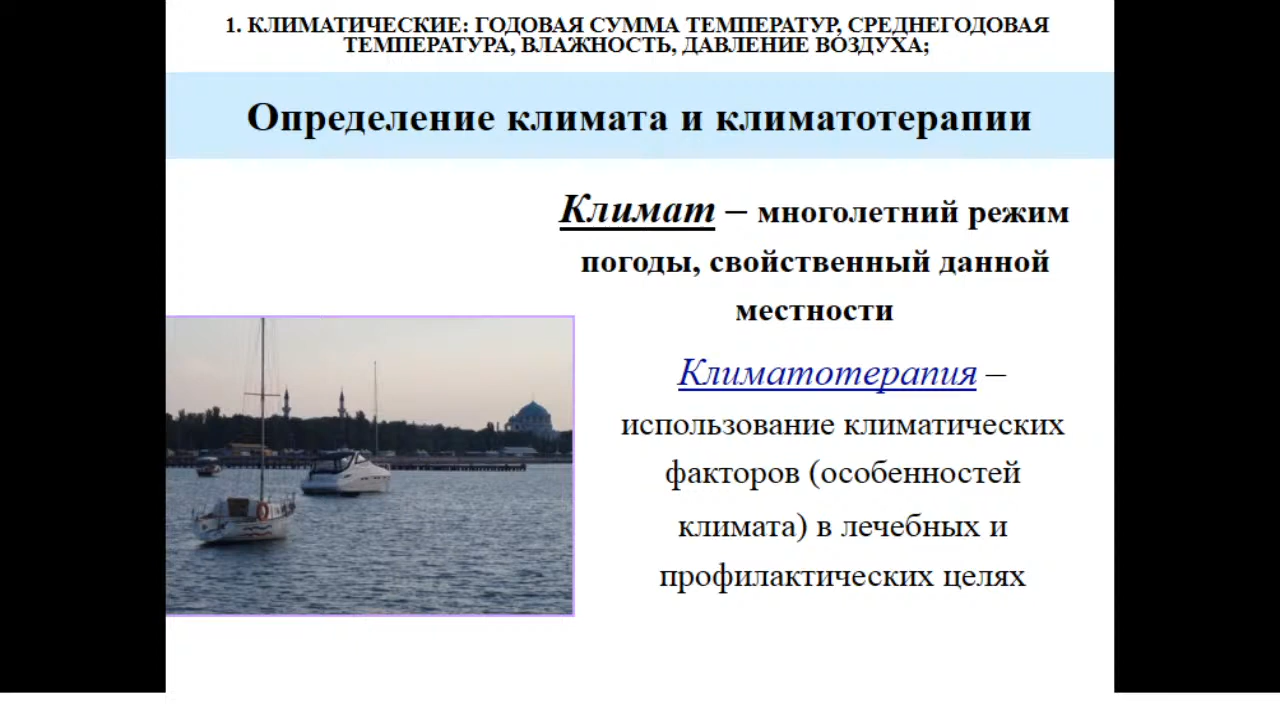 1. КЛИМАТИЧЕСКИЕ: ГОДОВАЯ СУММА ТЕМПЕРАТУР, СРЕДНЕГОДОВАЯ
ТЕМПЕРАТУРА, ВЛАЖНОСТЬ, ДАВЛЕНИЕ ВОЗДУХА;
Определение климата и климатотерапии
Климат – многолетний режим
погоды, свойственный данной
местности
Климатотерапия –
использование климатических
факторов (особенностей
климата) в лечебных и
профилактических целях